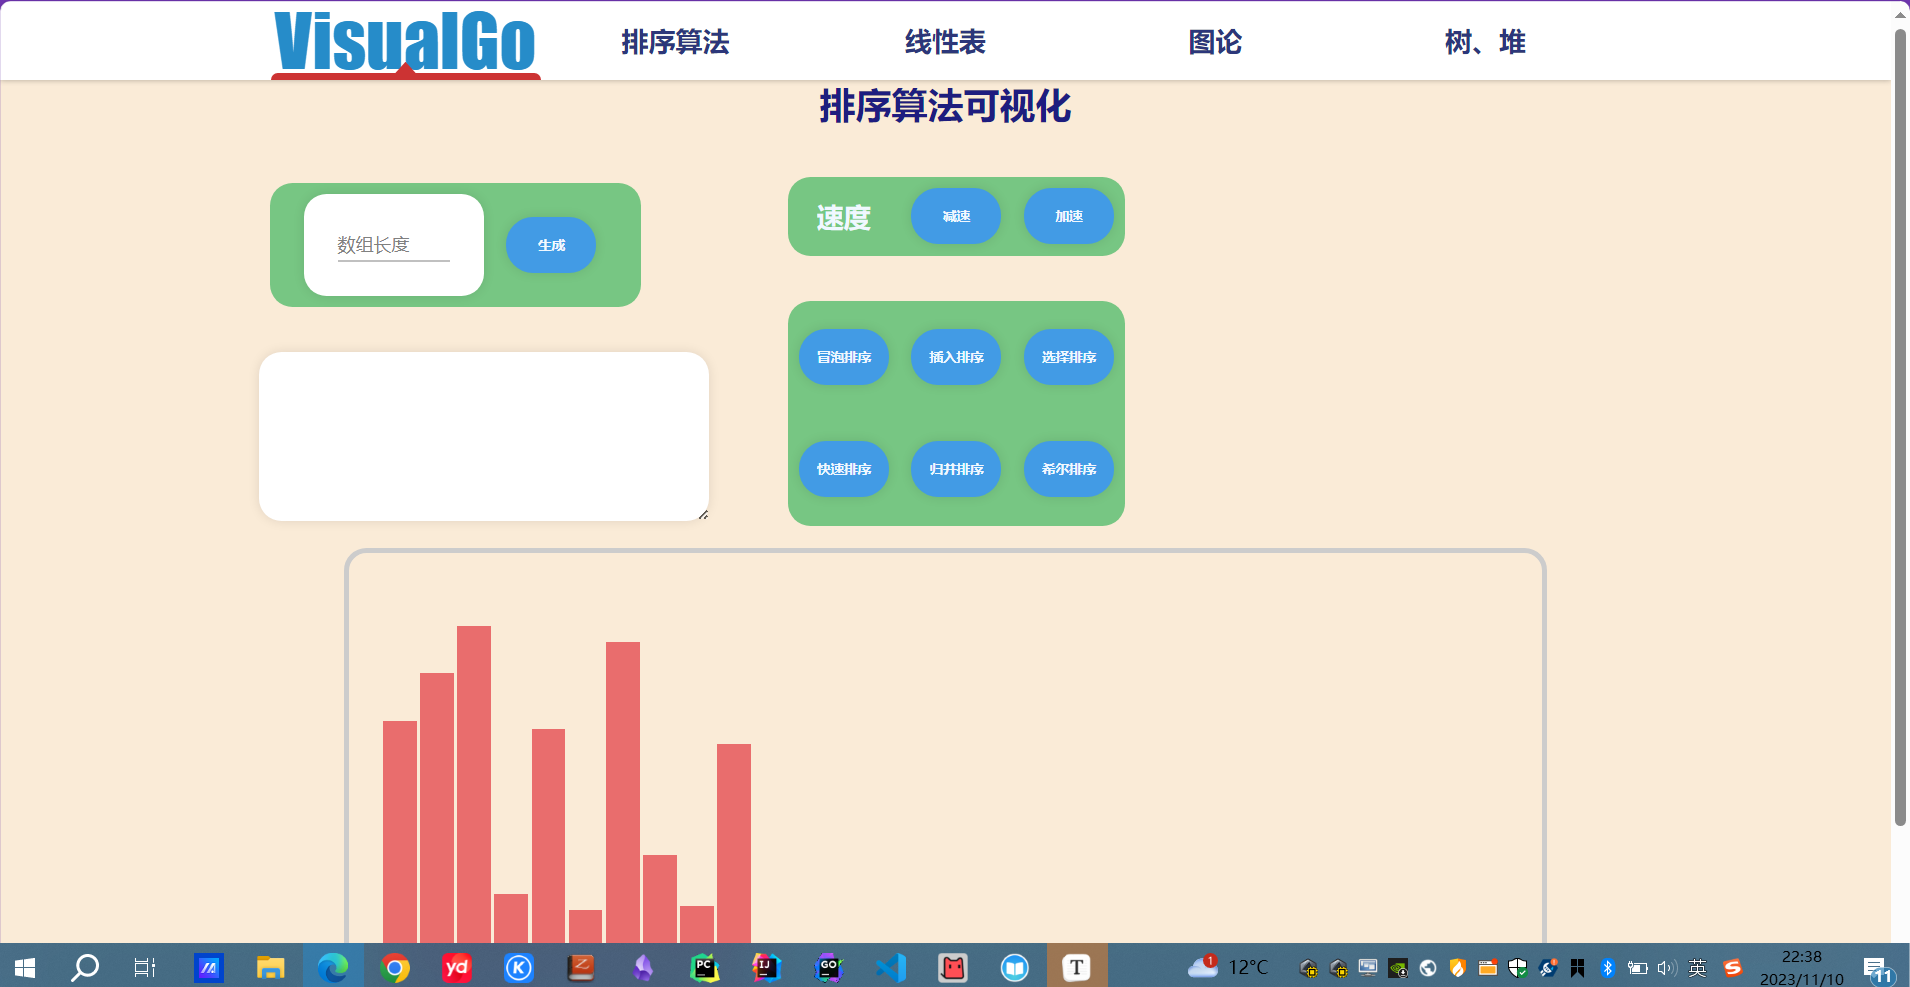 VisualGo
排序算法
线性表
图论
树、堆
排序算法可视化
数组长度
生成
速度
减速
加速
冒泡排序
插入排序
选择排序
快速排序
归并排序
希尔排序
yd
K
Z
PC
IJ
GO
T
1
12°C
英
S
22:38
2023/11/10
11